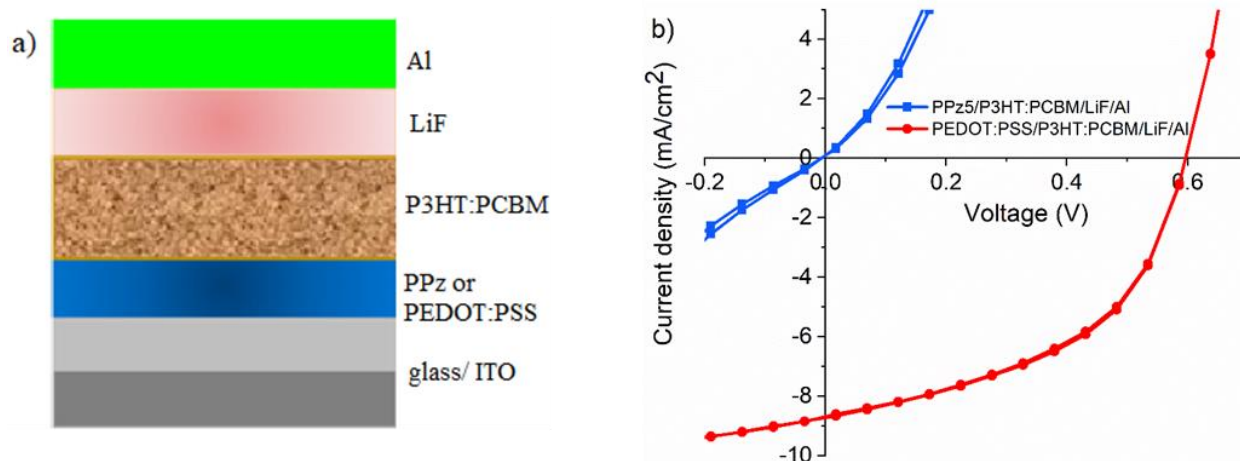 a)
Al
LiF
P3HT:PCBM
PPz or
PEDOT:PSS
glass/ ITO
b)
4
2
0
-2
-4
-6
-8
-10
Current density (mA/cm²)
-0.2
0.0
0.2
0.4
0.6
Voltage (V)
PPz5/P3HT:PCBM/LiF/Al
PEDOT:PSS/P3HT:PCBM/LiF/Al